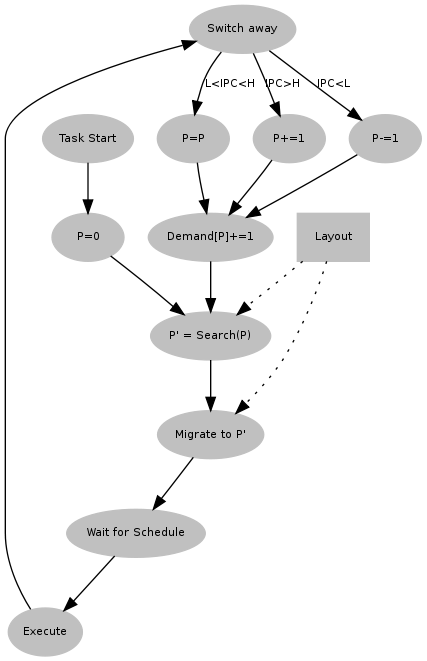 Switch away
L<IPC<H
IPC>H
IPC<L
Task Start
P=P
P+=1
P-=1
P=0
Demand[P]+=1
Layout
P' = Search(P)
Migrate to P'
Wait for Schedule
Execute